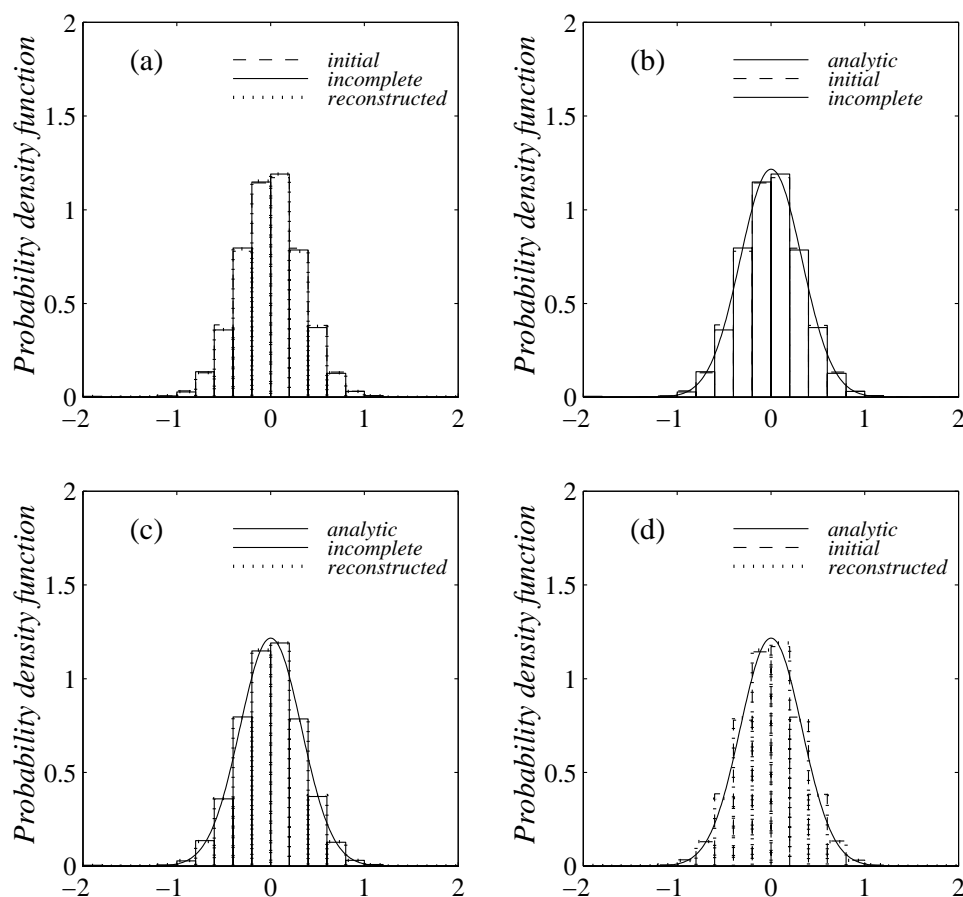 Probability density function
2
1.5
1
0.5
0
(a)
initial
incomplete
reconstructed
−2 −1 0 1 2
Probability density function
2
1.5
1
0.5
0
(b)
analytic
initial
incomplete
−2 −1 0 1 2
Probability density function
2
1.5
1
0.5
0
(c)
analytic
incomplete
reconstructed
−2 −1 0 1 2
Probability density function
2
1.5
1
0.5
0
(d)
analytic
initial
reconstructed
−2 −1 0 1 2